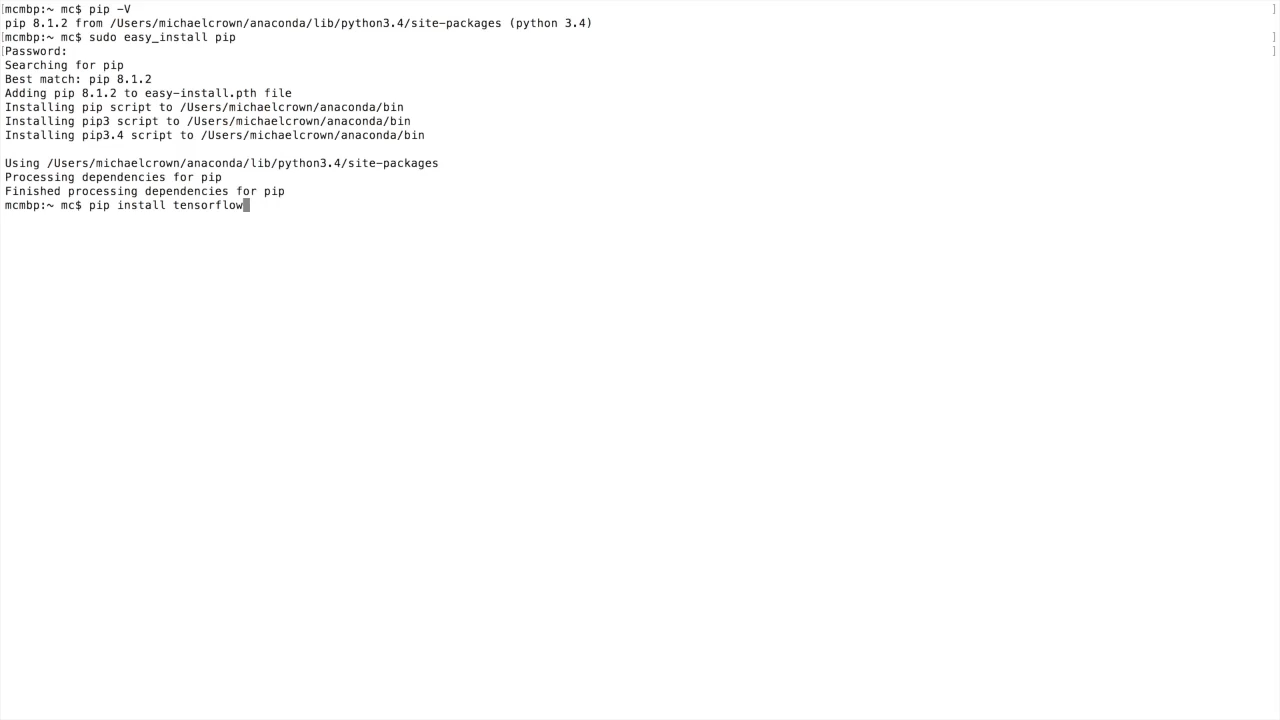 [mcmbp:~ mc$ pip -V ]
pip 8.1.2 from /Users/michaelcrown/anaconda/lib/python3.4/site-packages (python 3.4)
[mcmbp:~ mc$ sudo easy_install pip ]
[Password: ]
Searching for pip
Best match: pip 8.1.2
Adding pip 8.1.2 to easy-install.pth file
Installing pip script to /Users/michaelcrown/anaconda/bin
Installing pip3 script to /Users/michaelcrown/anaconda/bin
Installing pip3.4 script to /Users/michaelcrown/anaconda/bin
Using /Users/michaelcrown/anaconda/lib/python3.4/site-packages
Processing dependencies for pip
Finished processing dependencies for pip
mcmbp:~ mc$ pip install tensorflow